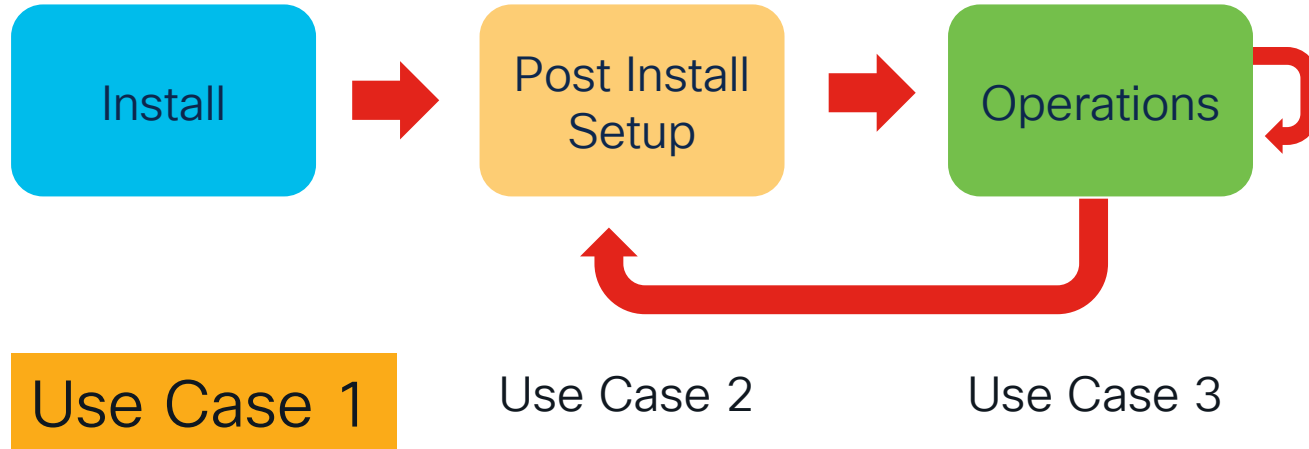 Install
Post Install
Setup
Operations
Use Case 1
Use Case 2
Use Case 3